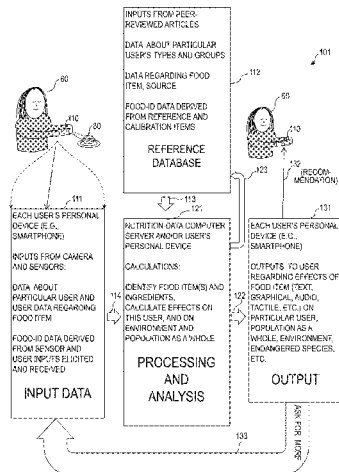 INPUTS FROM PEER-
REVIEWED ARTICLES
DATA ABOUT PARTICULAR
USER'S TYPES AND GROUPS
DATA REGARDING FOOD
ITEM, SOURCE
FOOD-ID DATA DERIVED
FROM REFERENCE AND
CALIBRATION ITEMS
REFERENCE
DATABASE
112
101
60
110
80
60
110
132
(RECOM-
MENDATION)
123
113
111
EACH USER'S PERSONAL
DEVICE (E.G.,
SMARTPHONE)
INPUTS FROM CAMERA
AND SENSORS:
DATA ABOUT
PARTICULAR USER AND
USER DATA REGARDING
FOOD ITEM
FOOD-ID DATA DERIVED
FROM SENSOR AND
USER INPUTS ELICITED
AND RECEIVED
INPUT DATA
114
121
NUTRITION-DATA COMPUTER
SERVER AND/OR USER'S
PERSONAL DEVICE
CALCULATIONS:
IDENTIFY FOOD ITEM(S) AND
INGREDIENTS,
CALCULATE EFFECTS ON
THIS USER, AND ON
ENVIRONMENT AND
POPULATION AS A WHOLE
PROCESSING
AND
ANALYSIS
122
131
EACH USER'S PERSONAL
DEVICE (E.G.,
SMARTPHONE)
OUTPUTS TO USER
REGARDING EFFECTS OF
FOOD ITEM (TEXT,
GRAPHICAL, AUDIO,
TACTILE, ETC.) ON
PARTICULAR USER,
POPULATION AS A
WHOLE, ENVIRONMENT,
ENDANGERED SPECIES,
ETC.
OUTPUT
ASK FOR MORE
133